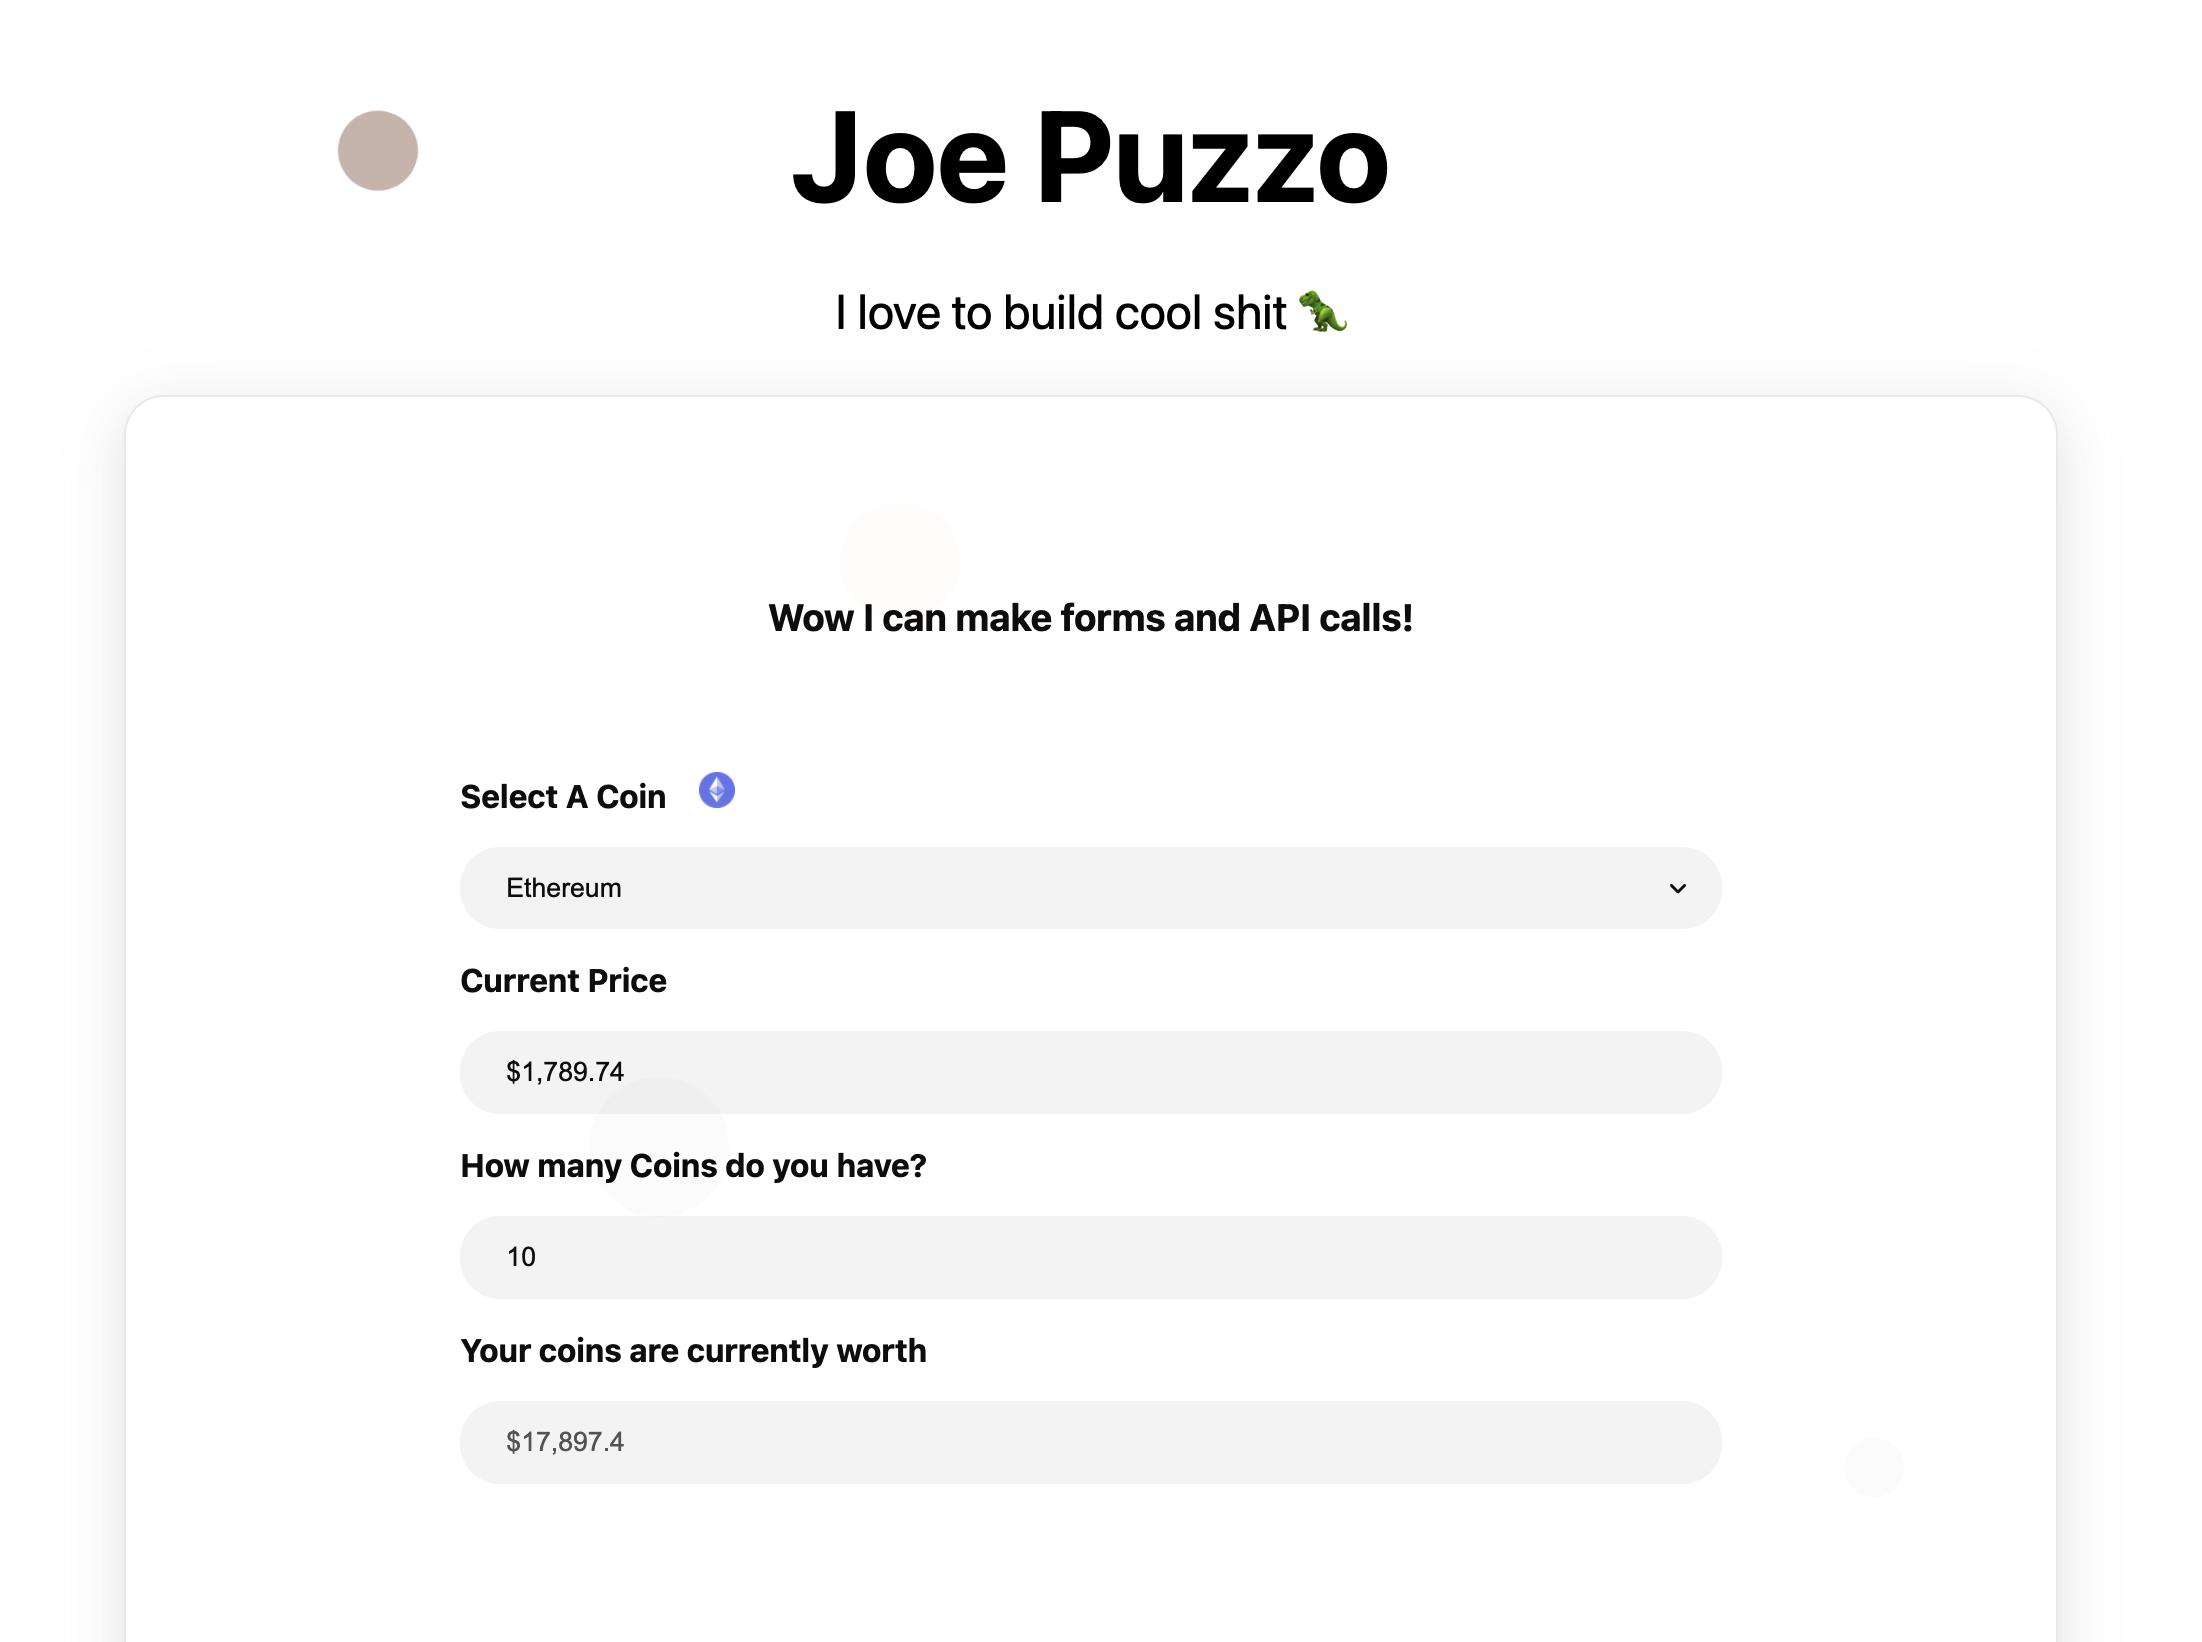 Joe Puzzo
I love to build cool shit 🦖
Wow I can make forms and API calls!
Select A Coin
Ethereum
Current Price
$1,789.74
How many Coins do you have?
10
Your coins are currently worth
$17,897.4